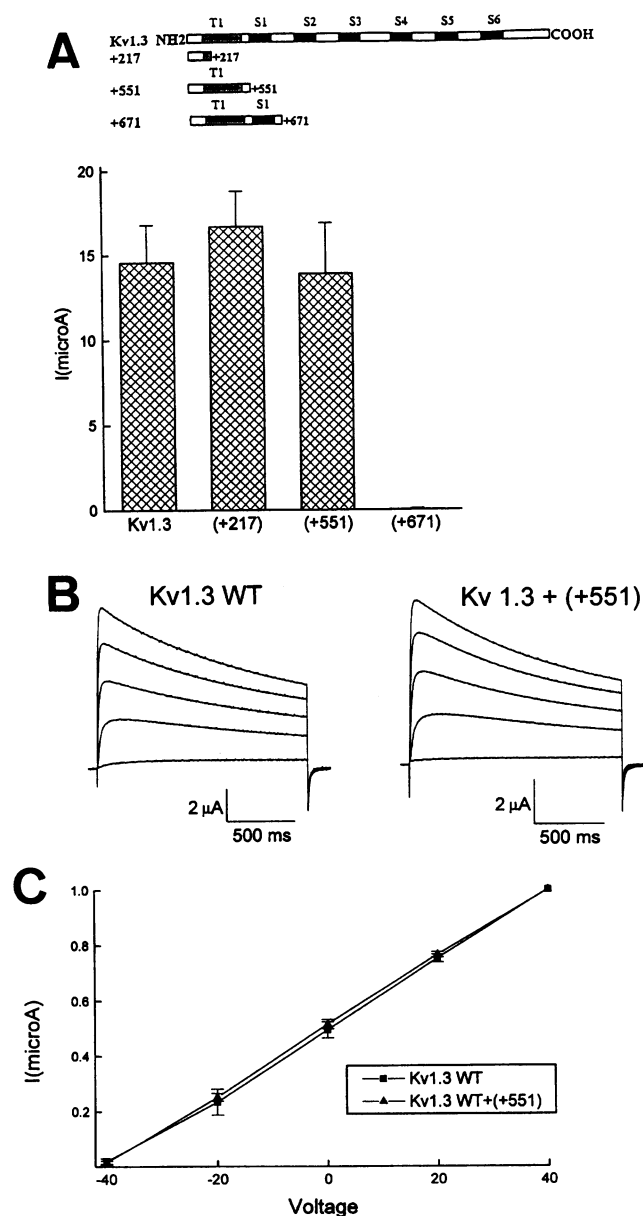 A
T1 S1 S2 S3 S4 S5 S6
Kv1.3 NH2 COOH
+217 +217
T1
+551 +551
T1 S1
+671 +671
20
15
10
5
0
I(microA)
Kv1.3 (+217) (+551) (+671)
B
Kv1.3 WT Kv 1.3 + (+551)
2 µA 2 µA
500 ms 500 ms
C
1.0
0.8
0.6
0.4
0.2
I(microA)
Kv1.3 WT
Kv1.3 WT+(+551)
-40 -20 0 20 40
Voltage